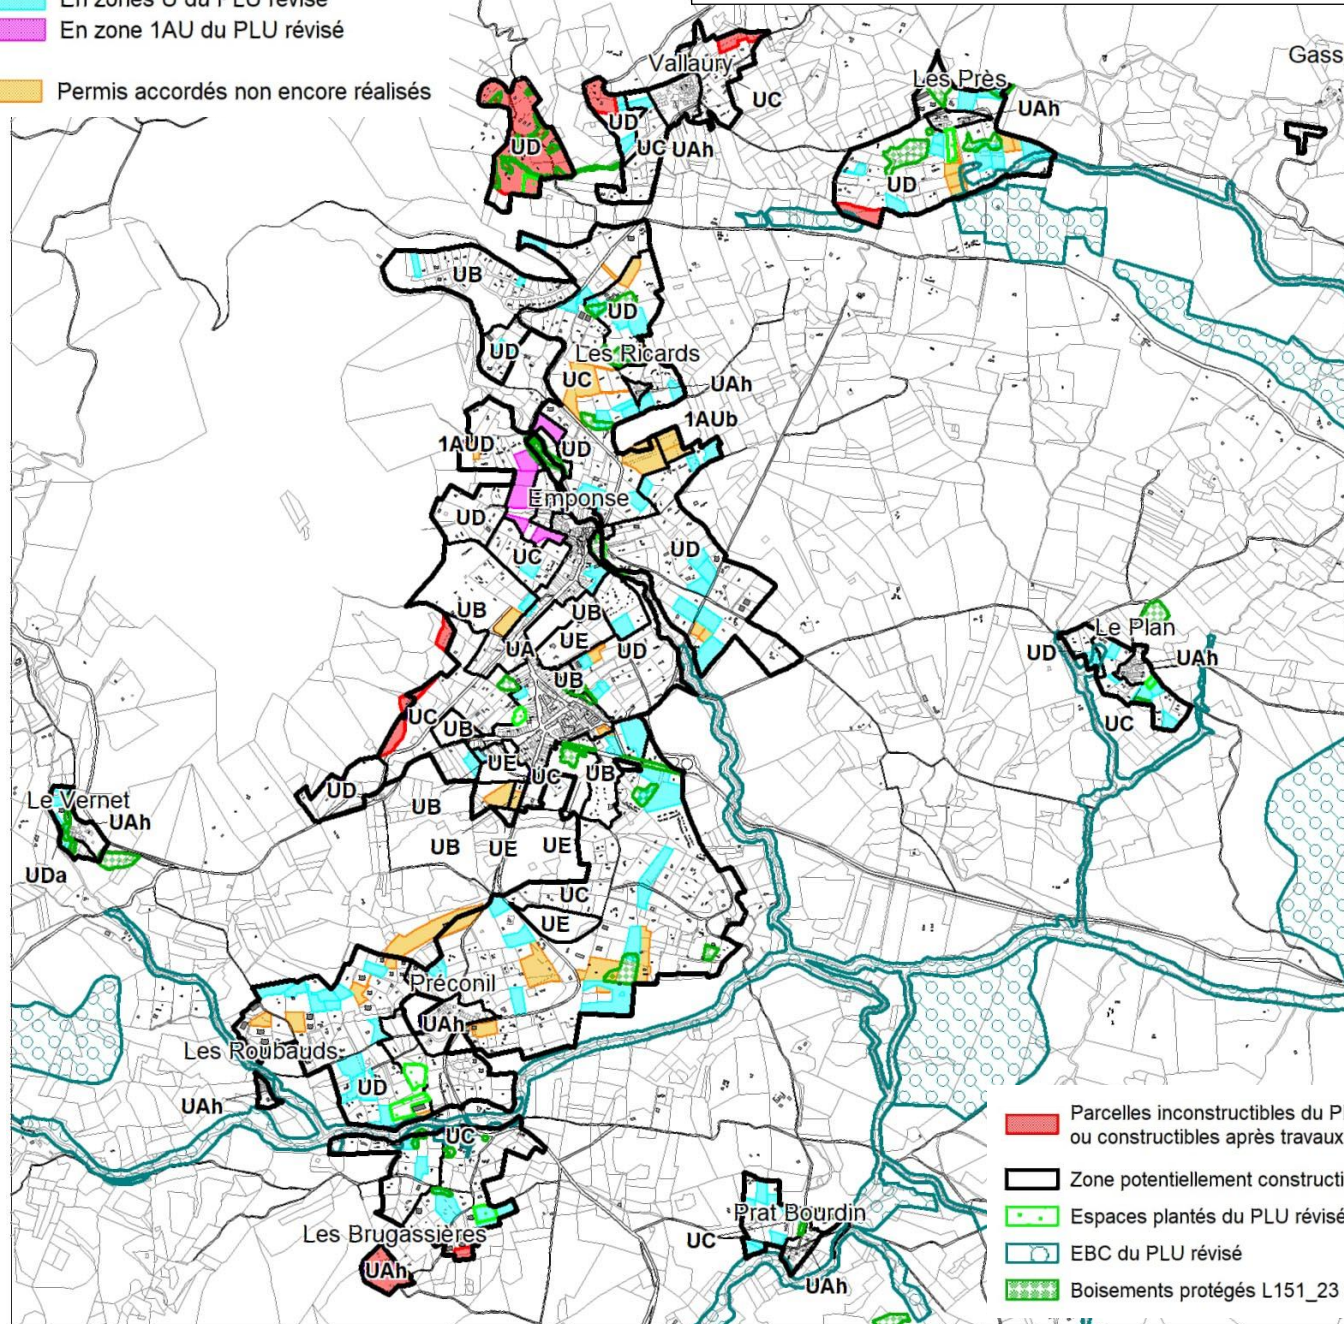 En zones U du PLU révisé
En zone 1AU du PLU révisé
Permis accordés non encore réalisés
Gass
Vallaury
UC
Les Près
UAh
UD
UD
UC UAh
UD
UB
UD
UD
Les Ricards
UC
UAh
1AUb
1AUD
UD
Emponse
UD
UC
UD
UB
UB
UE
UA
UD
UB
Le Plan
UD
UAh
UC
UC
UB
UE
UC
UB
UD
UB
Le Vernet
UAh
UB
UE
UE
UDa
UC
UE
Préconil
UAh
Les Roubauds
UD
UAh
UC
Parcelles inconstructibles du P
ou constructibles après travaux
Zone potentiellement constructi
Espaces plantés du PLU révisé
EBC du PLU révisé
Boisements protégés L151_23
Prat Bourdin
UC
Les Brugassières
UAh
UAh